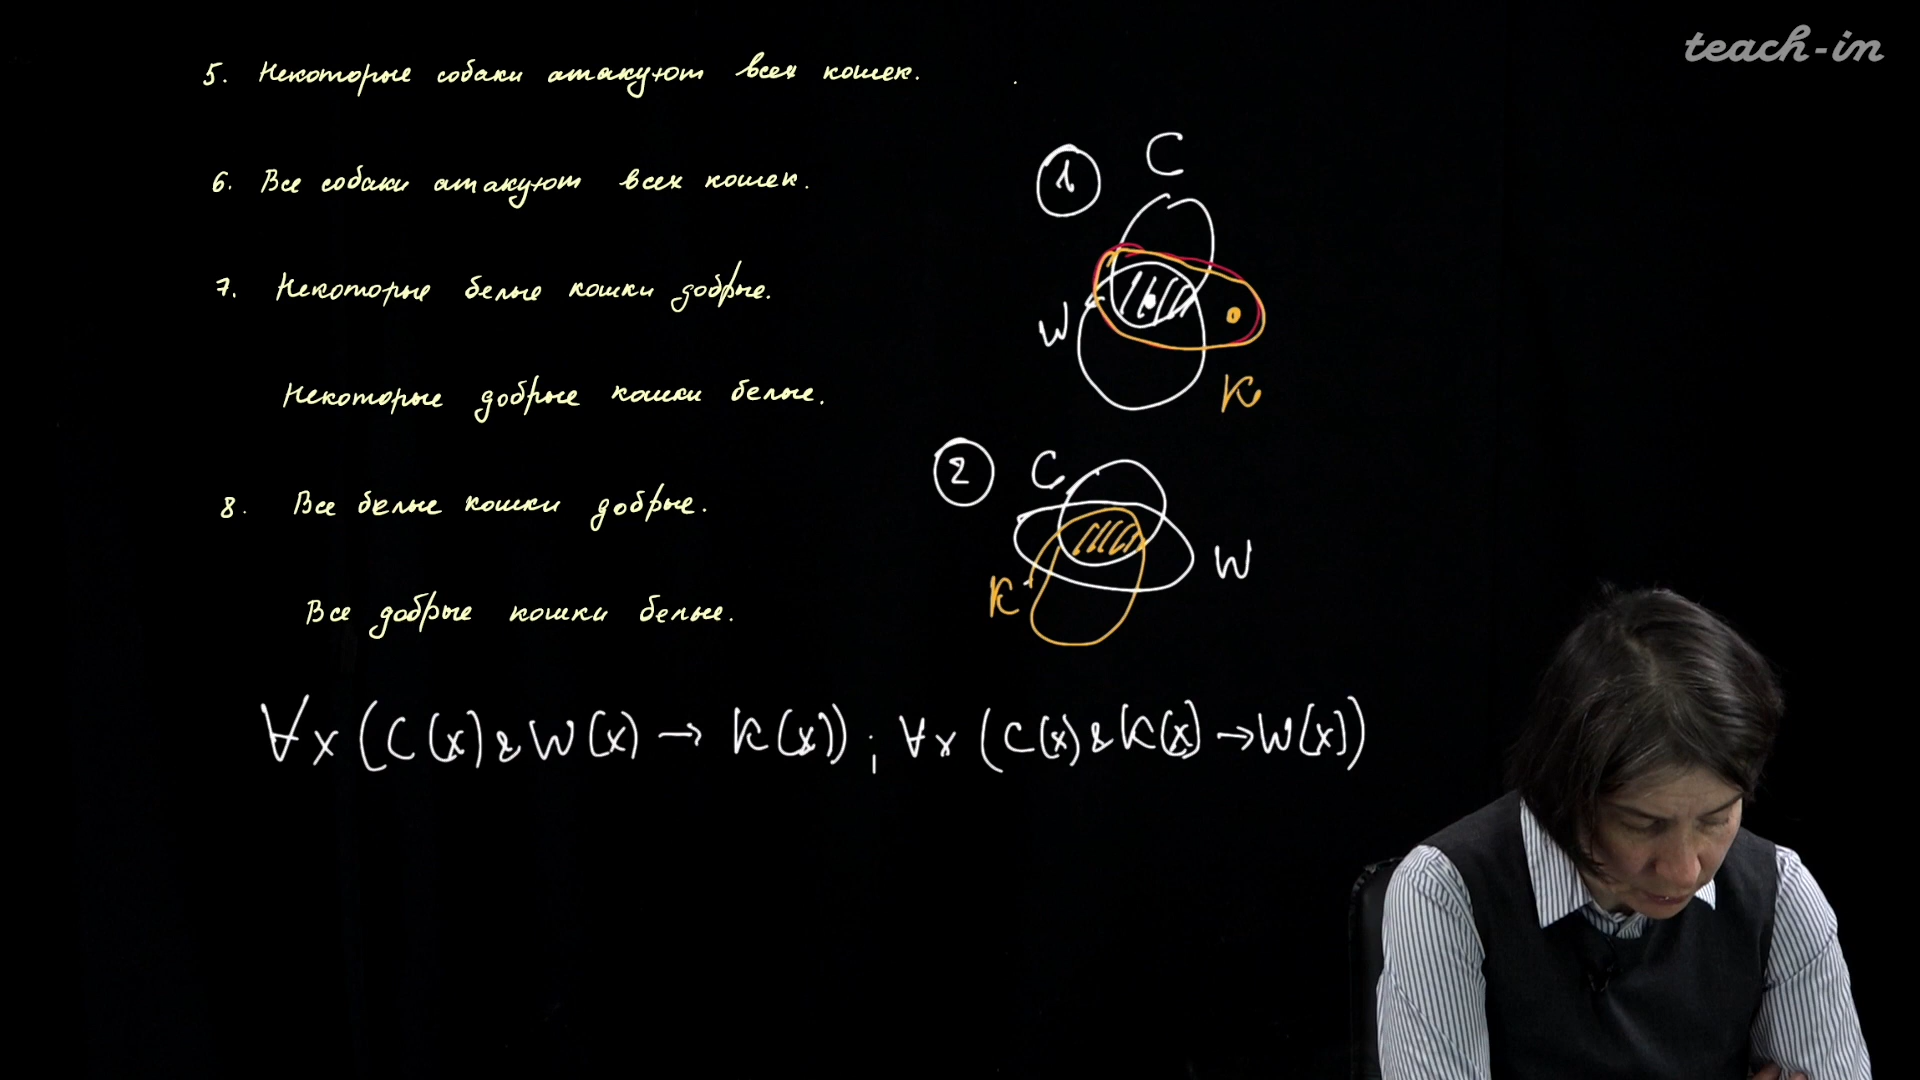 teach-in
5. Некоторые собаки атакуют всех кошек.
6. Все собаки атакуют всех кошек.
7. Некоторые белые кошки добрые.
Некоторые добрые кошки белые.
8. Все белые кошки добрые.
Все добрые кошки белые.
1
C
W
K
2
C
W
K
∀x (C(x) & W(x) → K(x)) ; ∀x (C(x) & K(x) → W(x))